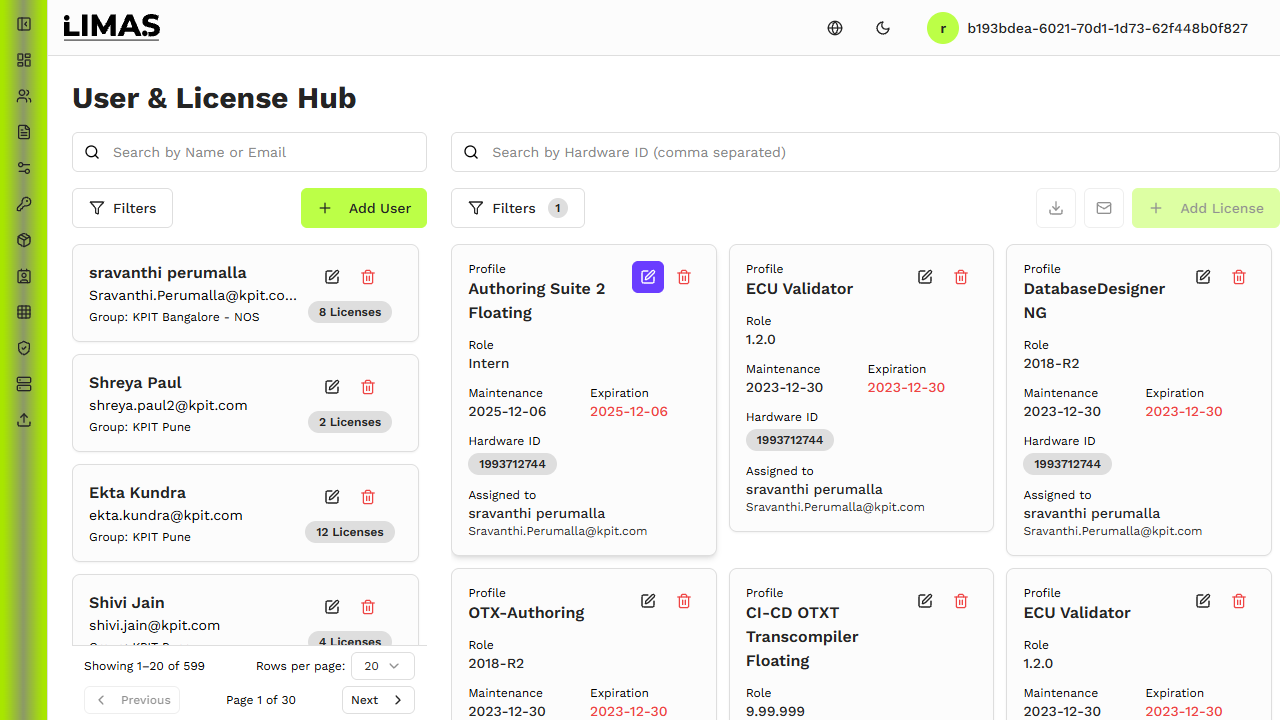 LIMAS
r
b193bdea-6021-70d1-1d73-62f448b0f827
User & License Hub
Search by Name or Email
Search by Hardware ID (comma separated)
Filters
Add User
Filters 1
Add License
sravanthi perumalla
Sravanthi.Perumalla@kpit.co...
Group: KPIT Bangalore - NOS
8 Licenses
Shreya Paul
shreya.paul2@kpit.com
Group: KPIT Pune
2 Licenses
Ekta Kundra
ekta.kundra@kpit.com
Group: KPIT Pune
12 Licenses
Shivi Jain
shivi.jain@kpit.com
4 Licenses
Showing 1–20 of 599
Rows per page: 20
Previous
Page 1 of 30
Next
Profile
Authoring Suite 2
Floating
Role
Intern
Maintenance Expiration
2025-12-06 2025-12-06
Hardware ID
1993712744
Assigned to
sravanthi perumalla
Sravanthi.Perumalla@kpit.com
Profile
ECU Validator
Role
1.2.0
Maintenance Expiration
2023-12-30 2023-12-30
Hardware ID
1993712744
Assigned to
sravanthi perumalla
Sravanthi.Perumalla@kpit.com
Profile
DatabaseDesigner
NG
Role
2018-R2
Maintenance Expiration
2023-12-30 2023-12-30
Hardware ID
1993712744
Assigned to
sravanthi perumalla
Sravanthi.Perumalla@kpit.com
Profile
OTX-Authoring
Role
2018-R2
Maintenance Expiration
2023-12-30 2023-12-30
Profile
CI-CD OTXT
Transcompiler
Floating
Role
9.99.999
Profile
ECU Validator
Role
1.2.0
Maintenance Expiration
2023-12-30 2023-12-30